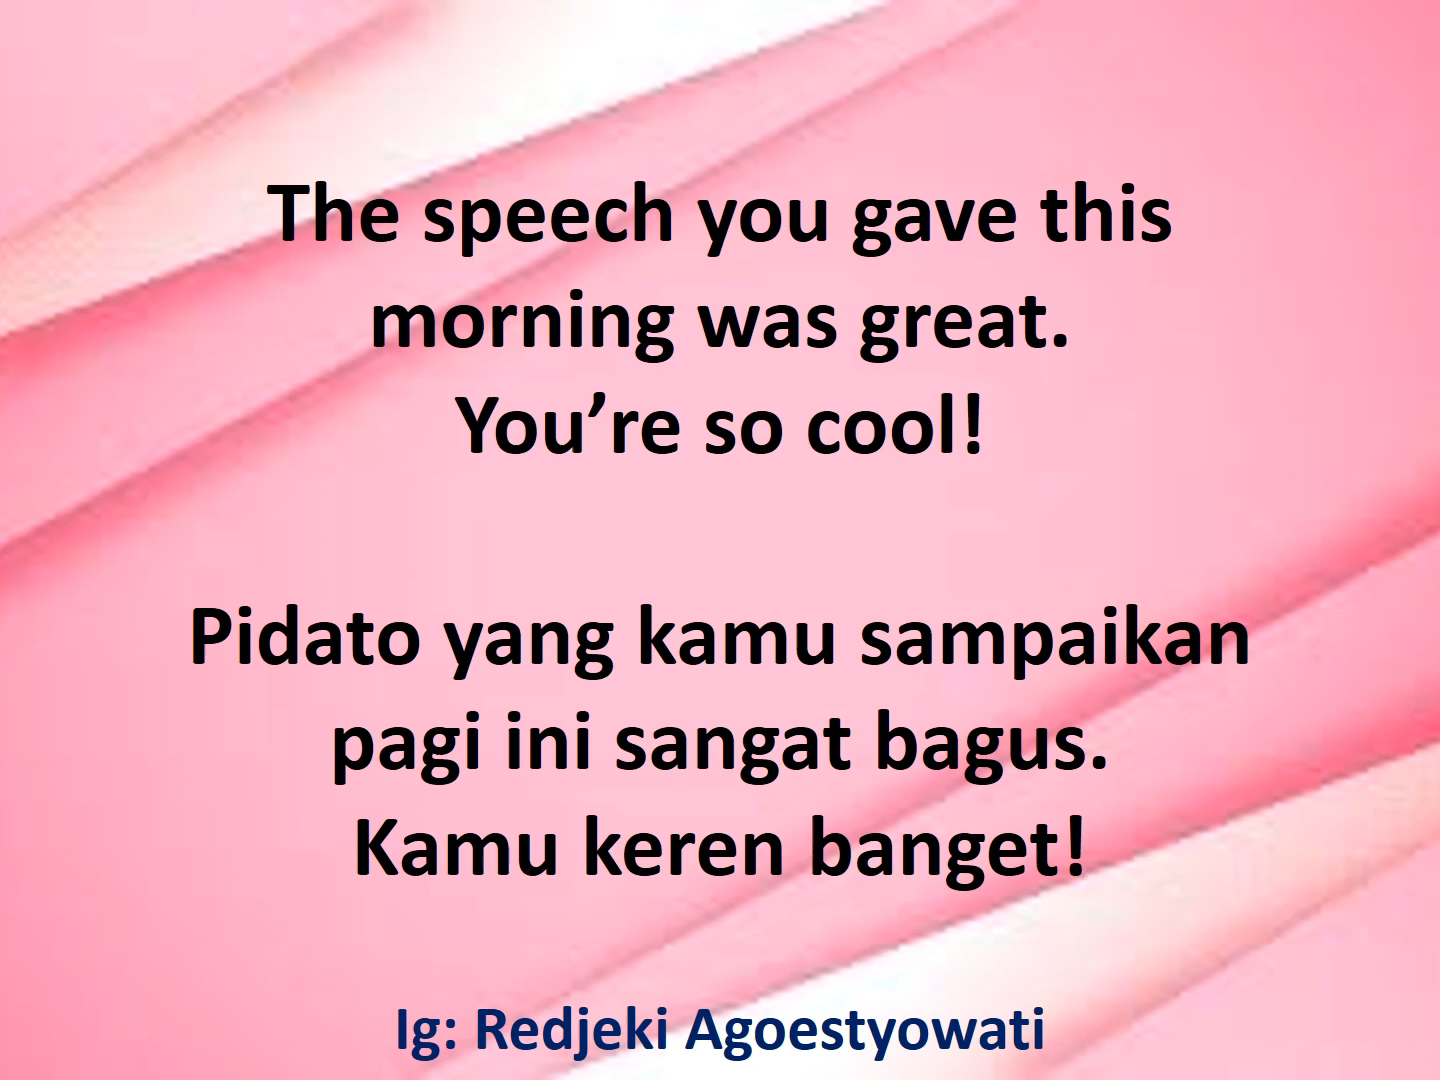 The speech you gave this
morning was great.
You’re so cool!
Pidato yang kamu sampaikan
pagi ini sangat bagus.
Kamu keren banget!
Ig: Redjeki Agoestyowati